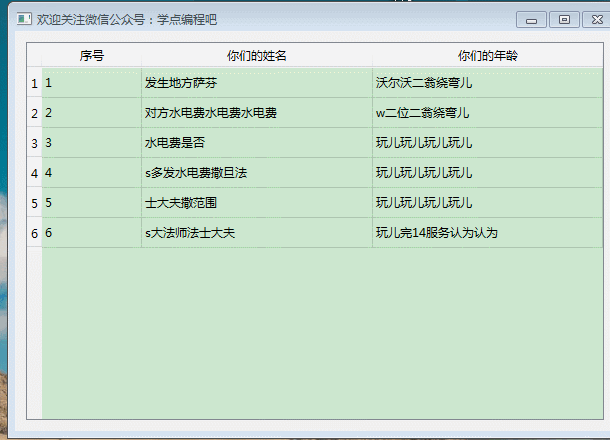 欢迎关注微信公众号：学点编程吧
序号 你们的姓名 你们的年龄
1 1 发生地方萨芬 沃尔沃二翁绕弯儿
2 2 对方水电费水电费水电费 w二位二翁绕弯儿
3 3 水电费是否 玩儿玩儿玩儿玩儿
4 4 s多发水电费撒旦法 玩儿玩儿玩儿玩儿
5 5 士大夫撒范围 玩儿玩儿玩儿玩儿
6 6 s大法师法士大夫 玩儿完14服务认为认为